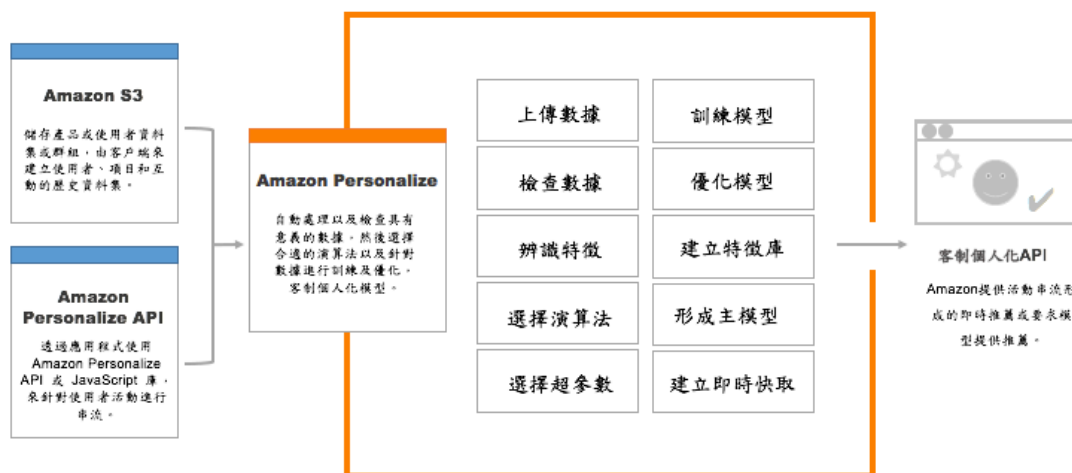 Amazon S3
儲存產品或使用者資料
集或群組，由客戶端來
建立使用者、項目和互
動的歷史資料集。
Amazon
Personalize API
透過應用程式使用
Amazon Personalize
API 或 JavaScript 庫，
來針對使用者活動進行
串流。
Amazon Personalize
自動處理以及檢查具有
意義的數據。然後選擇
合適的演算法以及針對
數據進行訓練及優化，
客制個人化模型。
上傳數據
檢查數據
辨識特徵
選擇演算法
選擇超參數
訓練模型
優化模型
建立特徵庫
形成主模型
建立即時快取
客制個人化API
Amazon提供活動串流形
成的即時推薦或要求模
型提供推薦。